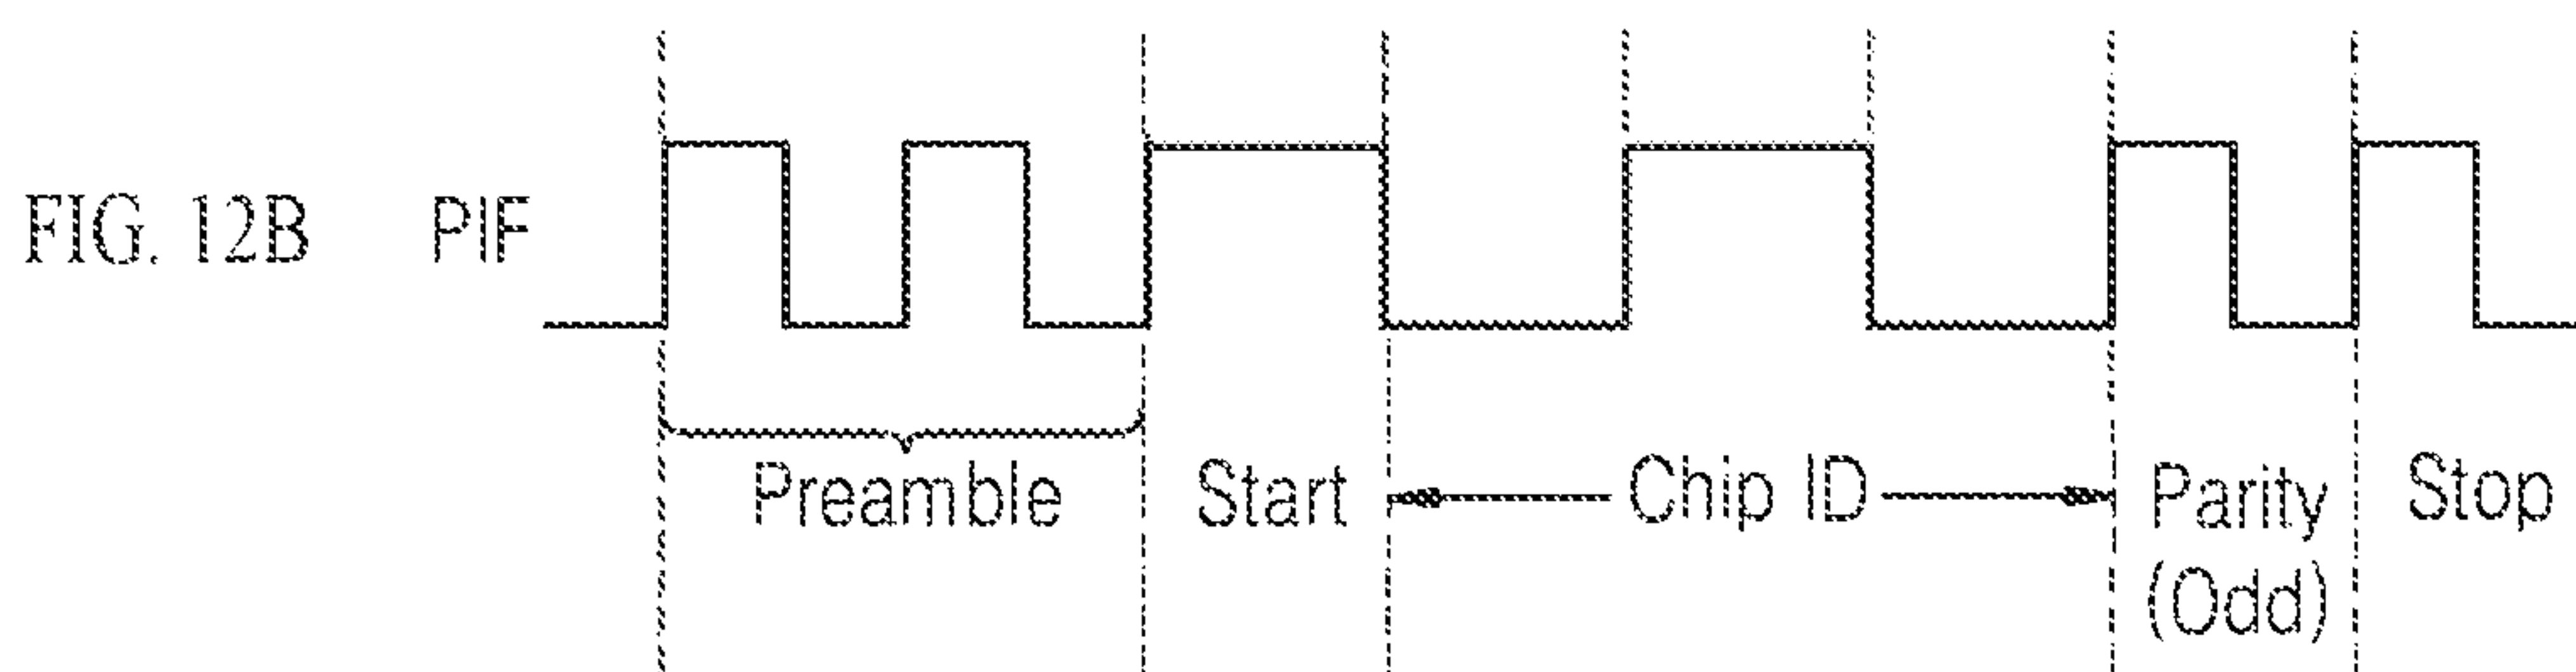 FIG. 12B
PIF
Preamble
Start
Chip ID
Parity
(Odd)
Stop